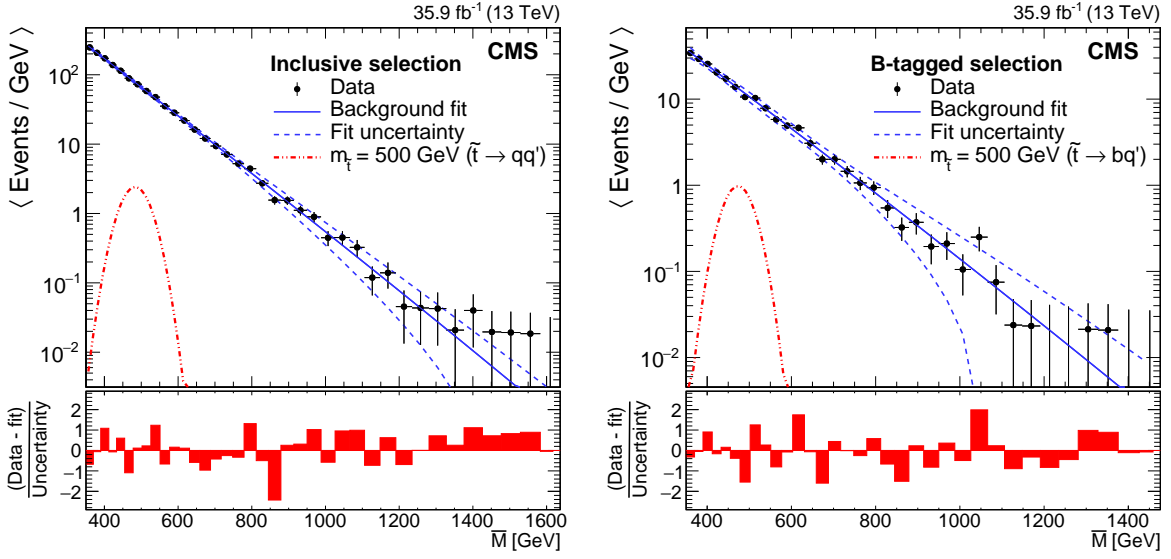 35.9 fb⁻¹ (13 TeV)
⟨ Events / GeV ⟩
CMS
Inclusive selection
Data
Background fit
Fit uncertainty
m_t̃ = 500 GeV (t̃ → qq')
10²
10
1
10⁻¹
10⁻²
(Data - fit)
Uncertainty
2
1
0
−1
−2
400 600 800 1000 1200 1400 1600
M̅ [GeV]
35.9 fb⁻¹ (13 TeV)
⟨ Events / GeV ⟩
CMS
B-tagged selection
Data
Background fit
Fit uncertainty
m_t̃ = 500 GeV (t̃ → bq')
10
1
10⁻¹
10⁻²
(Data - fit)
Uncertainty
2
1
0
−1
−2
400 600 800 1000 1200 1400
M̅ [GeV]